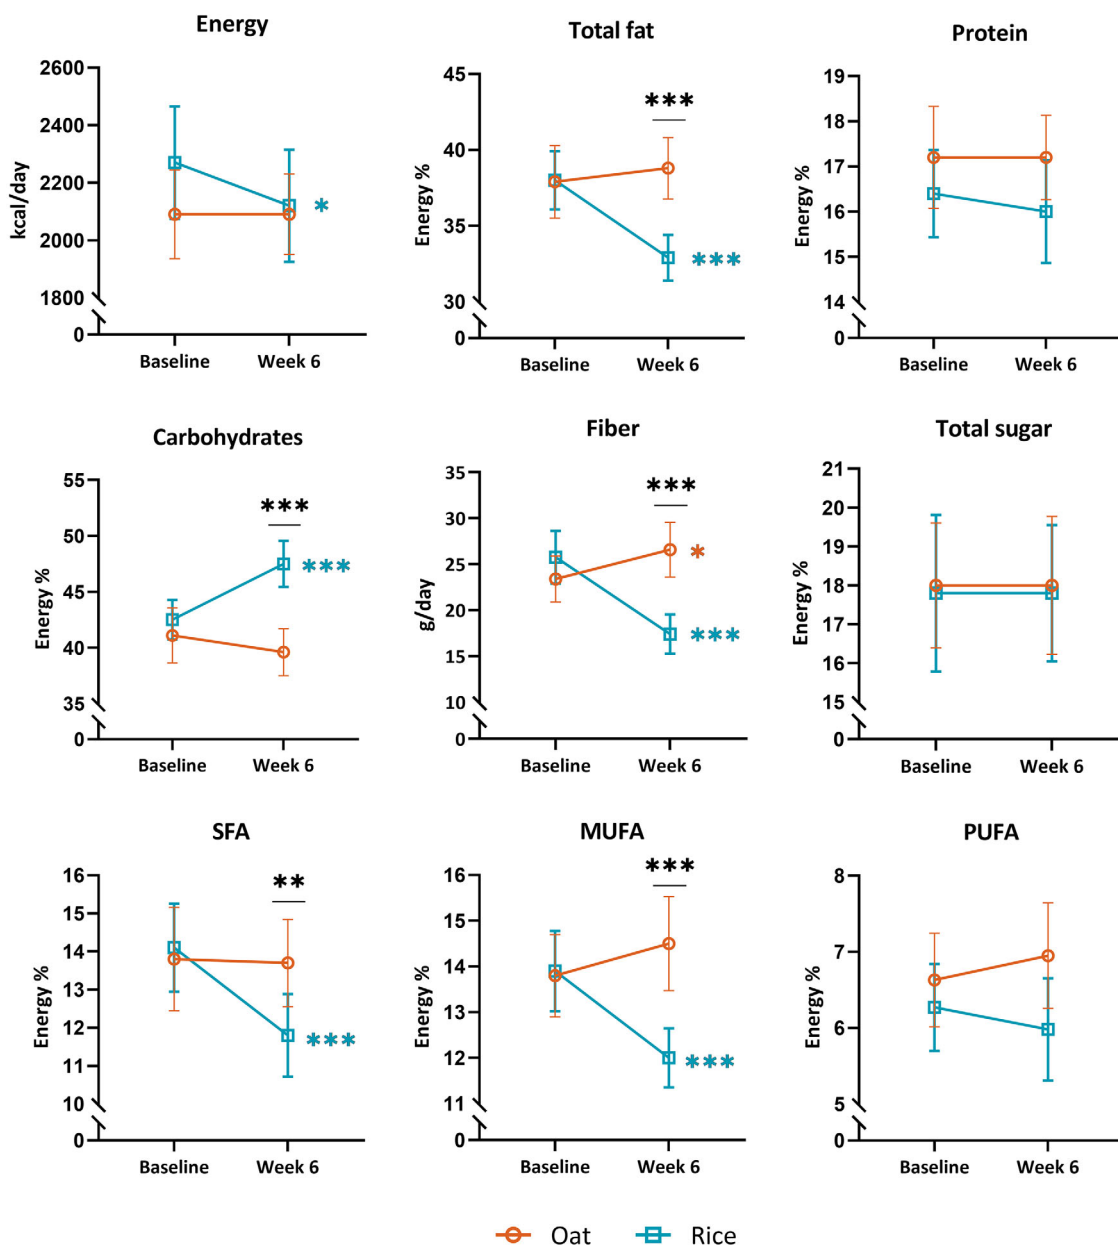 Energy
2600
2400
2200
2000
1800
0
kcal/day
Baseline
Week 6
*
Total fat
45
40
35
30
0
Energy %
Baseline
Week 6
***
***
Protein
19
18
17
16
15
14
0
Energy %
Baseline
Week 6
Carbohydrates
55
50
45
40
35
0
Energy %
Baseline
Week 6
***
***
Fiber
35
30
25
20
15
10
0
g/day
Baseline
Week 6
***
*
***
Total sugar
21
20
19
18
17
16
15
0
Energy %
Baseline
Week 6
SFA
16
15
14
13
12
11
10
0
Energy %
Baseline
Week 6
**
***
MUFA
16
15
14
13
12
11
0
Energy %
Baseline
Week 6
***
***
PUFA
8
7
6
5
0
Energy %
Baseline
Week 6
Oat
Rice